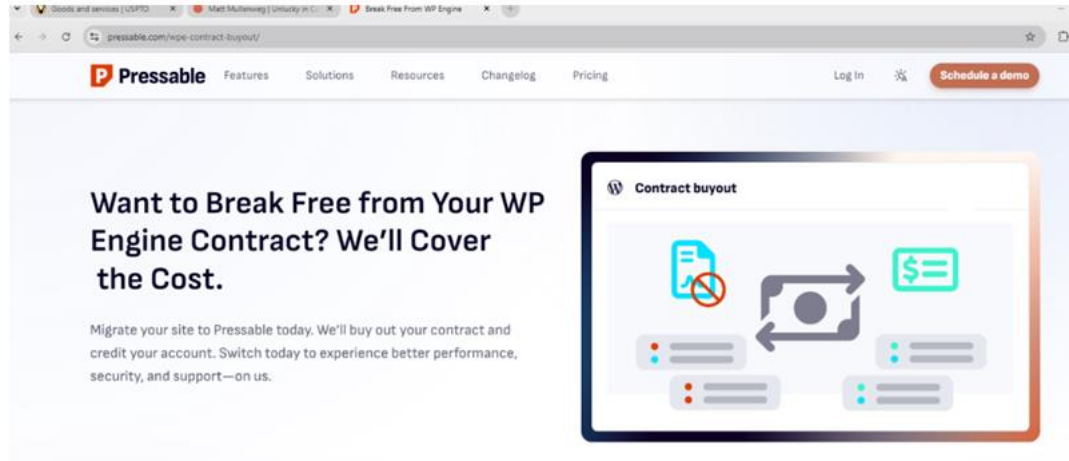 Goods and services | USPTO
Matt Mullenweg | Unlucky in C
Break Free From WP Engine
pressable.com/wpe-contract-buyout/
Pressable Features Solutions Resources Changelog Pricing Log In Schedule a demo
Want to Break Free from Your WP
Engine Contract? We'll Cover
the Cost.
Migrate your site to Pressable today. We'll buy out your contract and
credit your account. Switch today to experience better performance,
security, and support—on us.
Contract buyout